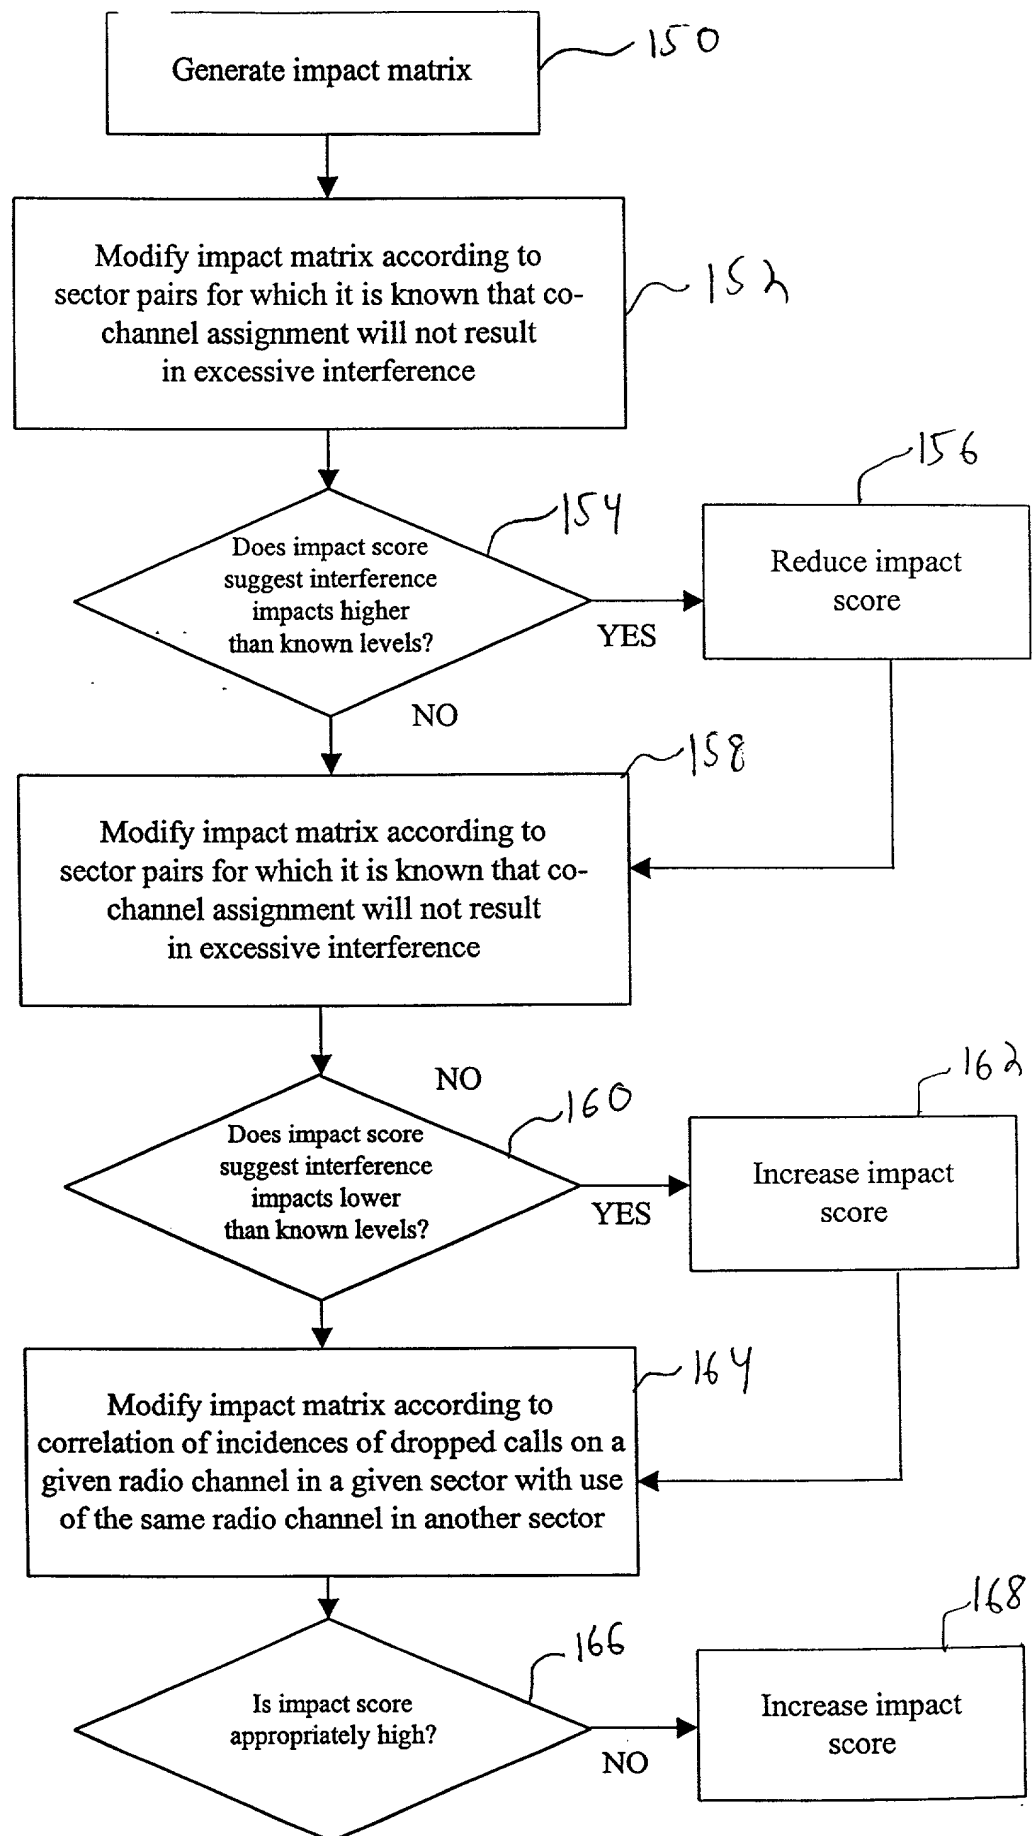 Generate impact matrix
150
Modify impact matrix according to
sector pairs for which it is known that co-
channel assignment will not result
in excessive interference
152
Does impact score
suggest interference
impacts higher
than known levels?
154
YES
NO
Reduce impact
score
156
Modify impact matrix according to
sector pairs for which it is known that co-
channel assignment will not result
in excessive interference
158
NO
Does impact score
suggest interference
impacts lower
than known levels?
160
YES
Increase impact
score
162
Modify impact matrix according to
correlation of incidences of dropped calls on a
given radio channel in a given sector with use
of the same radio channel in another sector
164
Is impact score
appropriately high?
166
NO
Increase impact
score
168